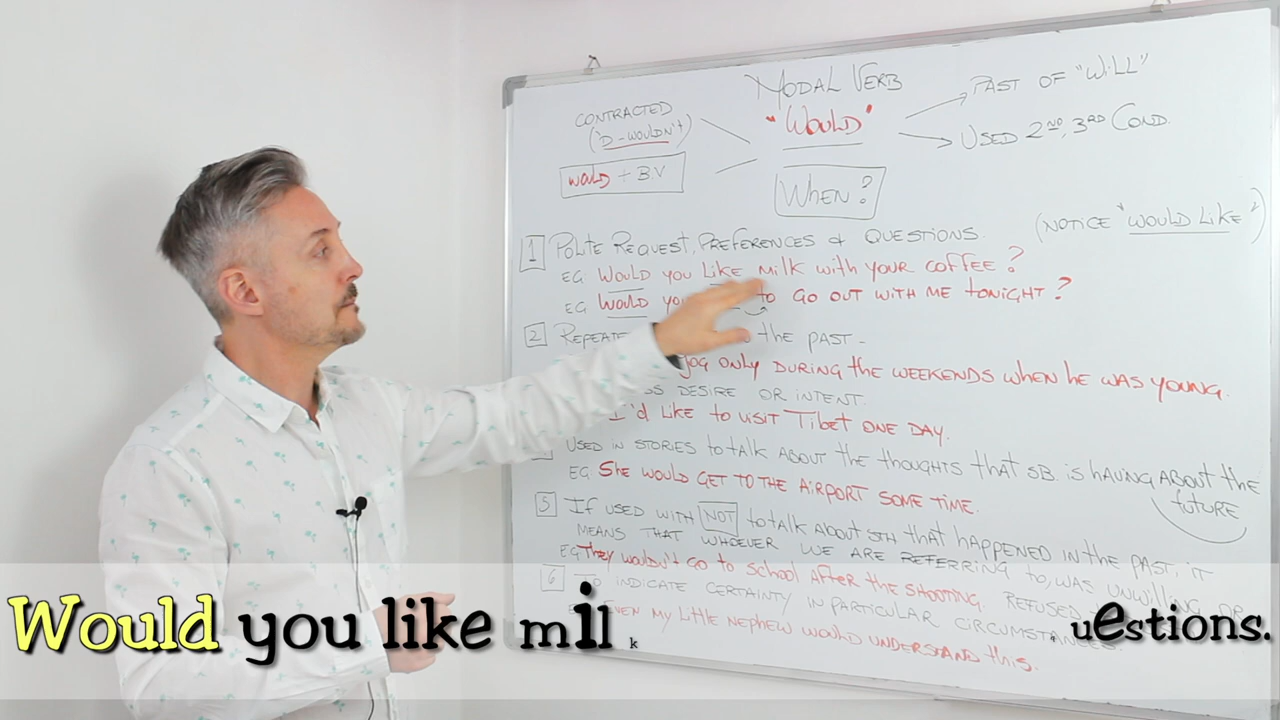 MODAL VERB
"WOULD"
CONTRACTED
('D - WOULDN'T)
WOULD + B.V
PAST OF "WILL"
USED 2ND, 3RD COND.
WHEN?
(NOTICE "WOULD LIKE")
1 POLITE REQUEST, PREFERENCES & QUESTIONS.
EG WOULD YOU LIKE MILK WITH YOUR COFFEE?
EG WOULD YOU TO GO OUT WITH ME TONIGHT?
2 REPEATE THE PAST -
JOG ONLY DURING THE WEEKENDS WHEN HE WAS YOUNG.
DESIRE OR INTENT.
I'D LIKE TO VISIT TIBET ONE DAY.
USED IN STORIES TO TALK ABOUT THE THOUGHTS THAT SB. IS HAVING ABOUT THE FUTURE
EG SHE WOULD GET TO THE AIRPORT SOME TIME.
5 IF USED WITH NOT TO TALK ABOUT STH THAT HAPPENED IN THE PAST, IT
MEANS THAT WHOEVER WE ARE REFERRING TO, WAS UNWILLING OR
REFUSED
EG THEY WOULDN'T GO TO SCHOOL AFTER THE SHOOTING
6 TO INDICATE CERTAINTY IN PARTICULAR
EVEN MY LITTLE NEPHEW WOULD UNDERSTAND THIS.
Would you like milk uestions.